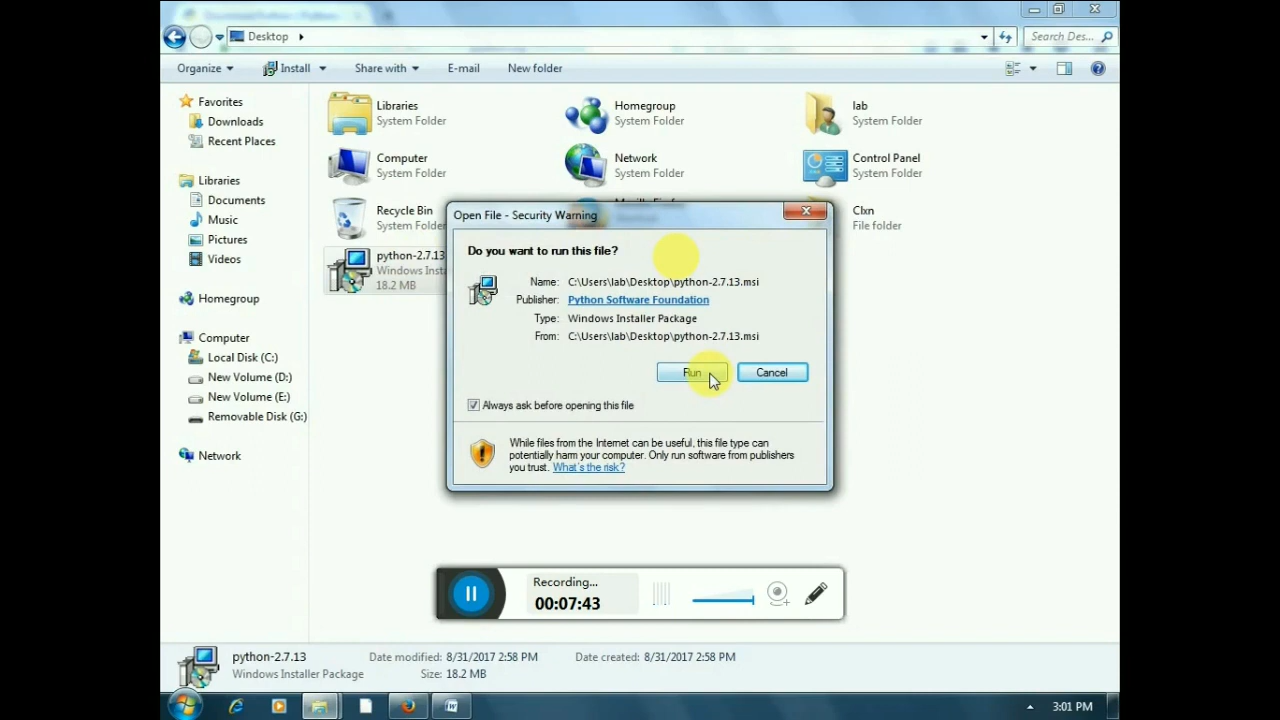 Desktop
Search Des...
Organize
Install
Share with
E-mail
New folder
Favorites
Downloads
Recent Places
Libraries
Documents
Music
Pictures
Videos
Homegroup
Computer
Local Disk (C:)
New Volume (D:)
New Volume (E:)
Removable Disk (G:)
Network
Libraries
System Folder
Homegroup
System Folder
lab
System Folder
Computer
System Folder
Network
System Folder
Control Panel
System Folder
Recycle Bin
System Folder
Clxn
File folder
python-2.7.13
Windows Insta
18.2 MB
Open File - Security Warning
Do you want to run this file?
Name: C:\Users\lab\Desktop\python-2.7.13.msi
Publisher: Python Software Foundation
Type: Windows Installer Package
From: C:\Users\lab\Desktop\python-2.7.13.msi
Run
Cancel
Always ask before opening this file
While files from the Internet can be useful, this file type can
potentially harm your computer. Only run software from publishers
you trust. What's the risk?
Recording...
00:07:43
python-2.7.13
Date modified: 8/31/2017 2:58 PM
Date created: 8/31/2017 2:58 PM
Windows Installer Package
Size: 18.2 MB
3:01 PM